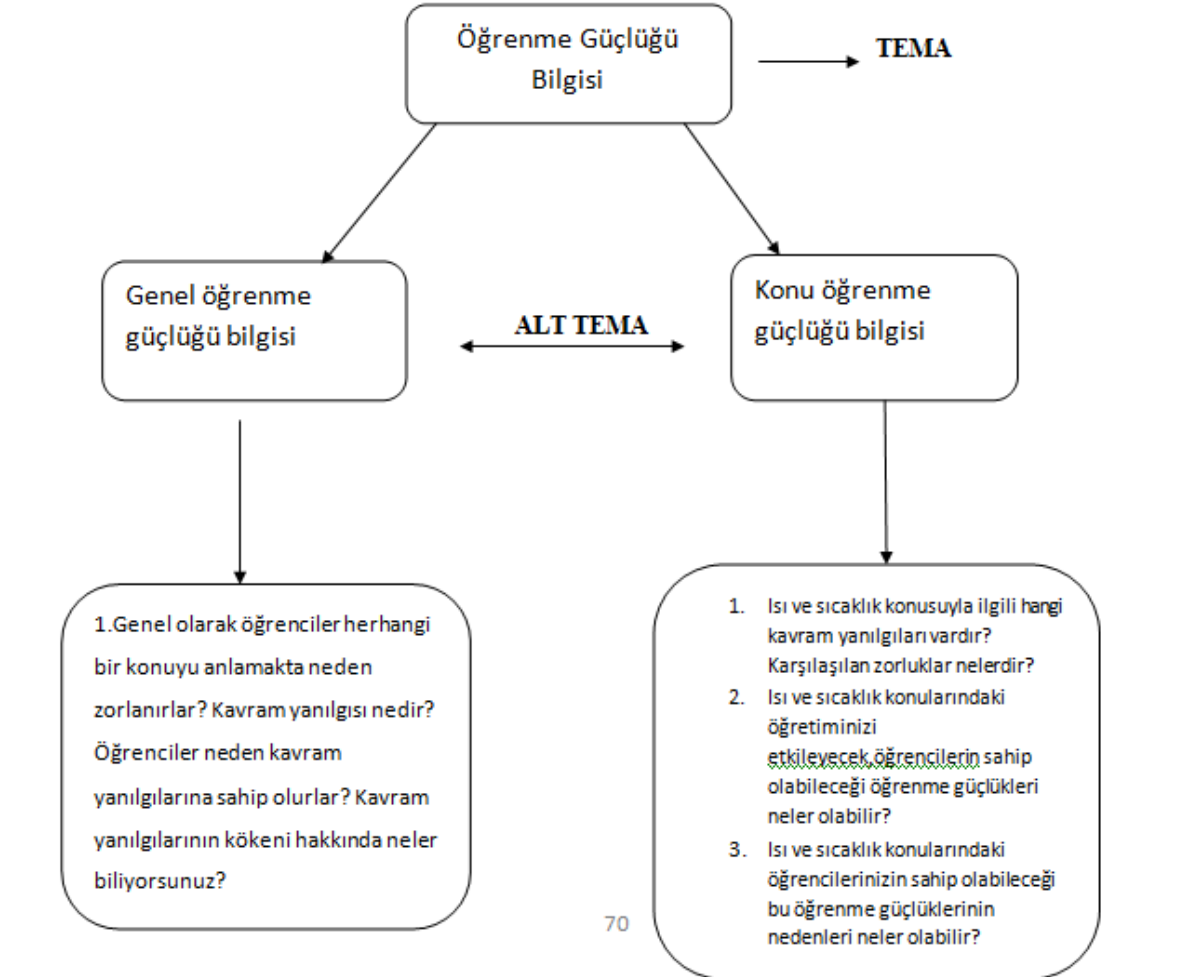 Öğrenme Güçlüğü
Bilgisi
TEMA
Genel öğrenme
güçlüğü bilgisi
ALT TEMA
Konu öğrenme
güçlüğü bilgisi
1.Genel olarak öğrenciler herhangi
bir konuyu anlamakta neden
zorlanırlar? Kavram yanılgısı nedir?
Öğrenciler neden kavram
yanılgılarına sahip olurlar? Kavram
yanılgılarının kökeni hakkında neler
biliyorsunuz?
1. Isı ve sıcaklık konusuyla ilgili hangi
kavram yanılgıları vardır?
Karşılaşılan zorluklar nelerdir?
2. Isı ve sıcaklık konularındaki
öğretiminizi
etkileyecek,öğrencilerin sahip
olabileceği öğrenme güçlükleri
neler olabilir?
3. Isı ve sıcaklık konularındaki
öğrencilerinizin sahip olabileceği
bu öğrenme güçlüklerinin
nedenleri neler olabilir?
70